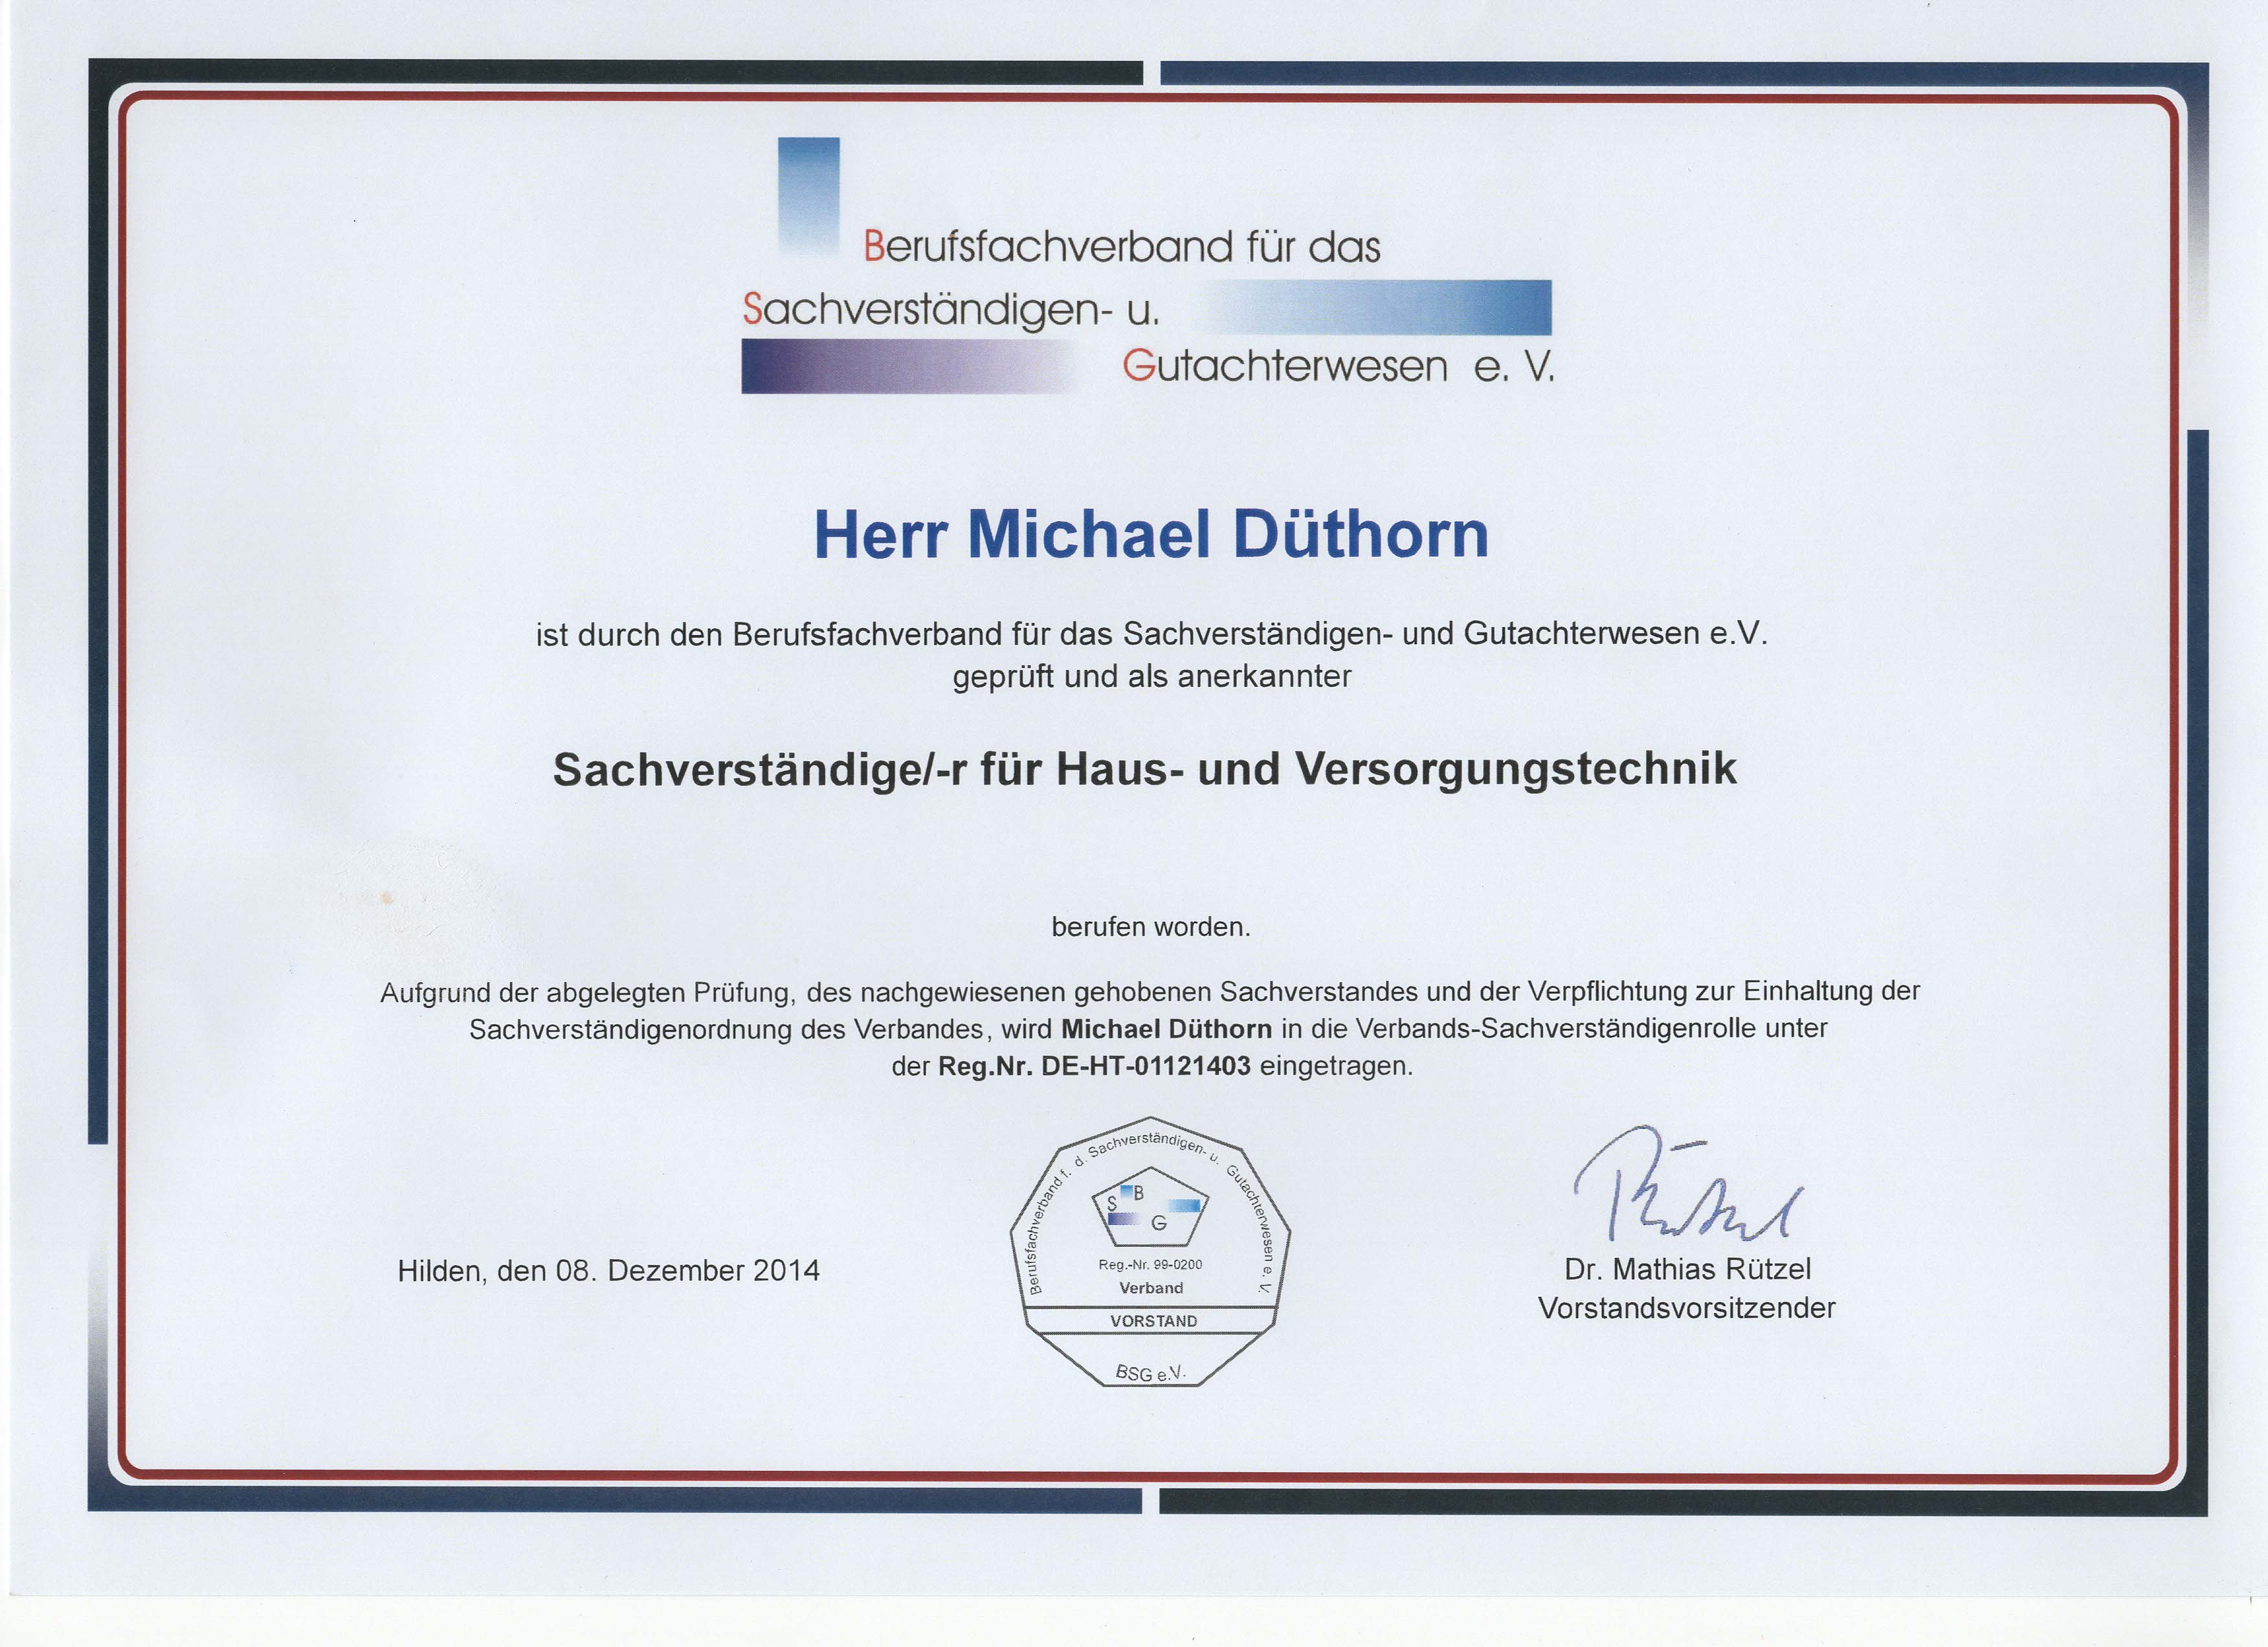 Berufsfachverband für das
Sachverständigen- u.
Gutachterwesen e. V.
Herr Michael Düthorn
ist durch den Berufsfachverband für das Sachverständigen- und Gutachterwesen e.V.
geprüft und als anerkannter
Sachverständige/-r für Haus- und Versorgungstechnik
berufen worden.
Aufgrund der abgelegten Prüfung, des nachgewiesenen gehobenen Sachverstandes und der Verpflichtung zur Einhaltung der
Sachverständigenordnung des Verbandes, wird Michael Düthorn in die Verbands-Sachverständigenrolle unter
der Reg.Nr. DE-HT-01121403 eingetragen.
Berufsfachverband f. d. Sachverständigen- u. Gutachterwesen e. V.
B
S
G
Reg.-Nr. 99-0200
Verband
VORSTAND
BSG e.V.
Hilden, den 08. Dezember 2014
Rützel
Dr. Mathias Rützel
Vorstandsvorsitzender